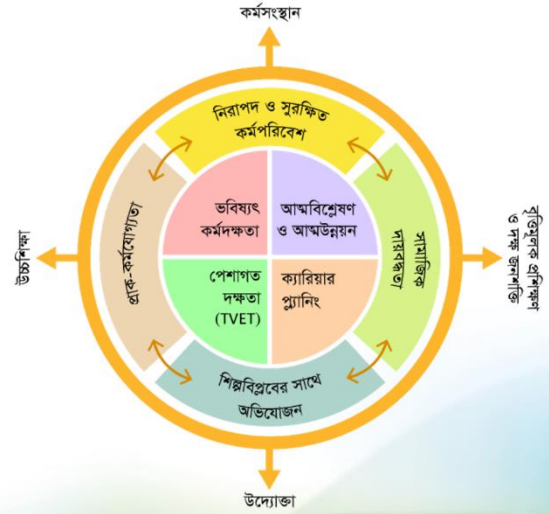 কর্মসংস্থান
নিরাপদ ও সুরক্ষিত
কর্মপরিবেশ
প্রাক-কর্মযোগ্যতা
ভবিষ্যৎ
কর্মদক্ষতা
আত্মবিশ্লেষণ
ও আত্মউন্নয়ন
সামাজিক
দায়বদ্ধতা
উচ্চশিক্ষা
বৃত্তিমূলক প্রশিক্ষণ
ও দক্ষ জনশক্তি
পেশাগত
দক্ষতা
(TVET)
ক্যারিয়ার
প্ল্যানিং
শিল্পবিপ্লবের সাথে
অভিযোজন
উদ্যোক্তা